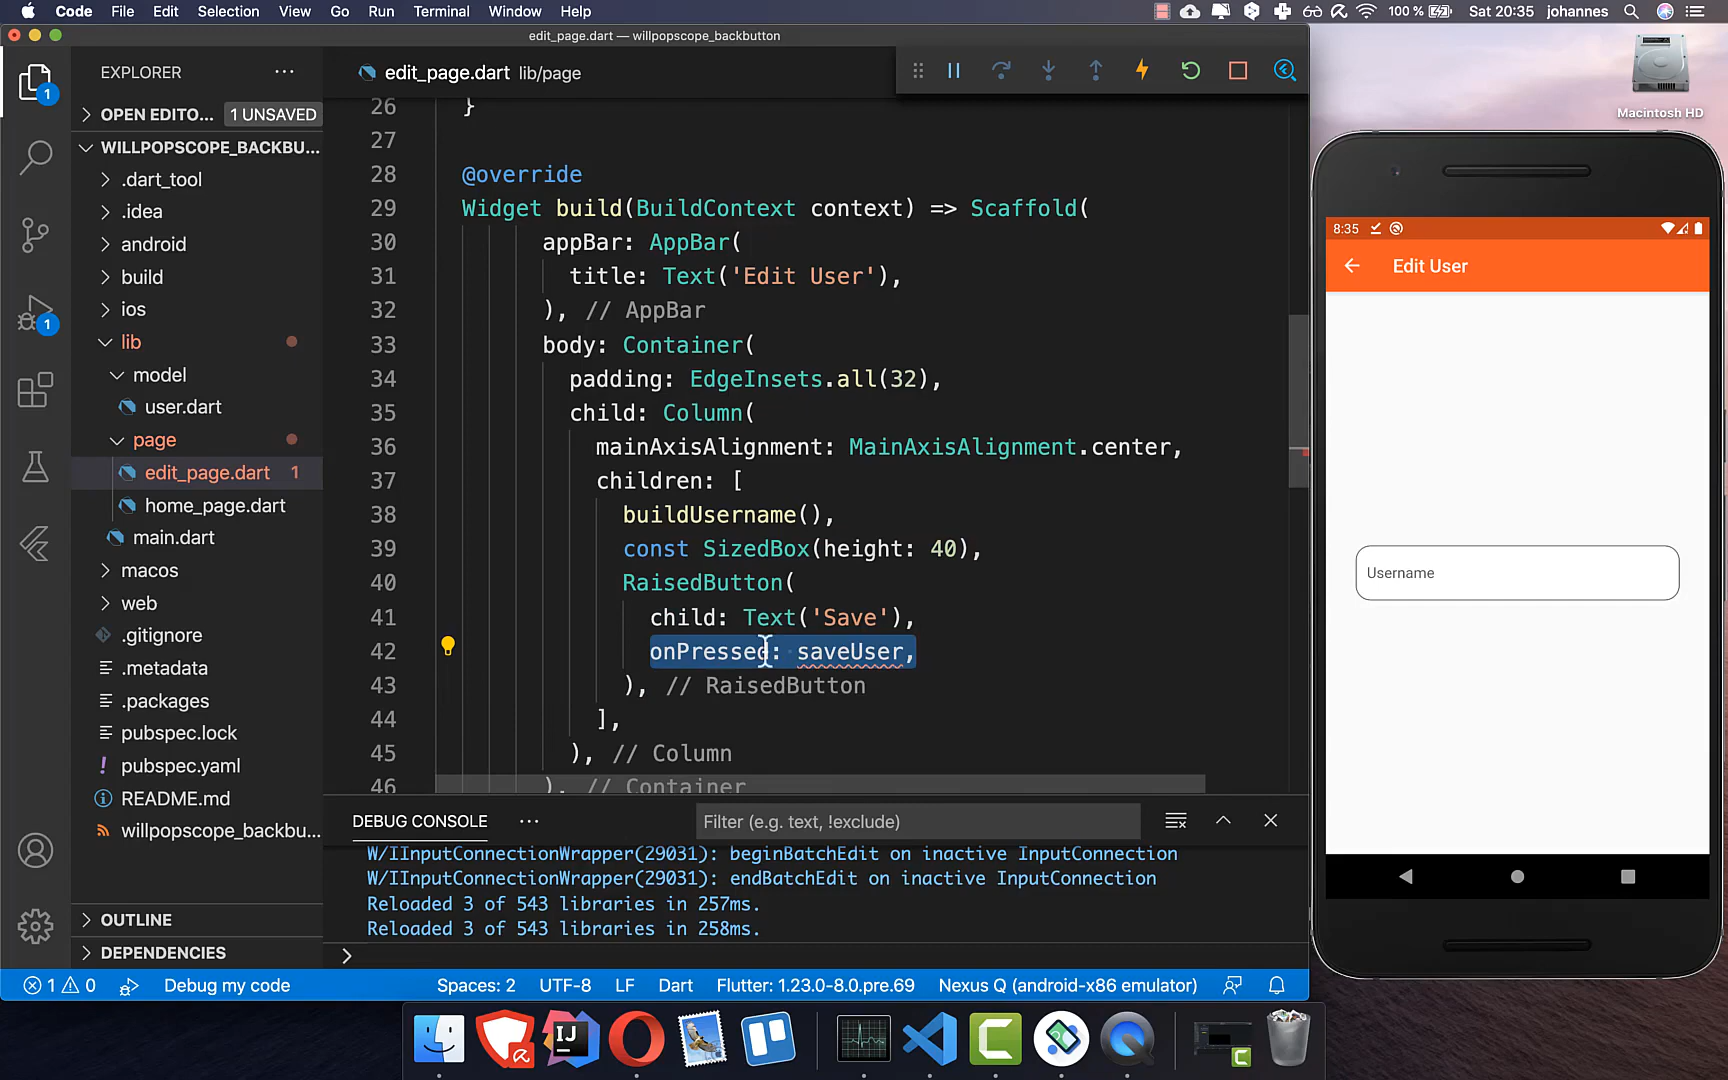 Code File Edit Selection View Go Run Terminal Window Help 100 % Sat 20:35 johannes
edit_page.dart — willpopscope_backbutton
Macintosh HD
EXPLORER
OPEN EDITO... 1 UNSAVED
WILLPOPSCOPE_BACKBU...
.dart_tool
.idea
android
build
ios
lib
model
user.dart
page
edit_page.dart 1
home_page.dart
main.dart
macos
web
.gitignore
.metadata
.packages
pubspec.lock
pubspec.yaml
README.md
willpopscope_backbu...
OUTLINE
DEPENDENCIES
1
1
edit_page.dart lib/page
26 }
27
28 @override
29 Widget build(BuildContext context) => Scaffold(
30 appBar: AppBar(
31 title: Text('Edit User'),
32 ), // AppBar
33 body: Container(
34 padding: EdgeInsets.all(32),
35 child: Column(
36 mainAxisAlignment: MainAxisAlignment.center,
37 children: [
38 buildUsername(),
39 const SizedBox(height: 40),
40 RaisedButton(
41 child: Text('Save'),
42 onPressed: saveUser,
43 ), // RaisedButton
44 ],
45 ), // Column
46 ), // Container
DEBUG CONSOLE ... Filter (e.g. text, !exclude)
W/IInputConnectionWrapper(29031): beginBatchEdit on inactive InputConnection
W/IInputConnectionWrapper(29031): endBatchEdit on inactive InputConnection
Reloaded 3 of 543 libraries in 257ms.
Reloaded 3 of 543 libraries in 258ms.
1 0 Debug my code Spaces: 2 UTF-8 LF Dart Flutter: 1.23.0-8.0.pre.69 Nexus Q (android-x86 emulator)
8:35
Edit User
Username
IJ
C
C